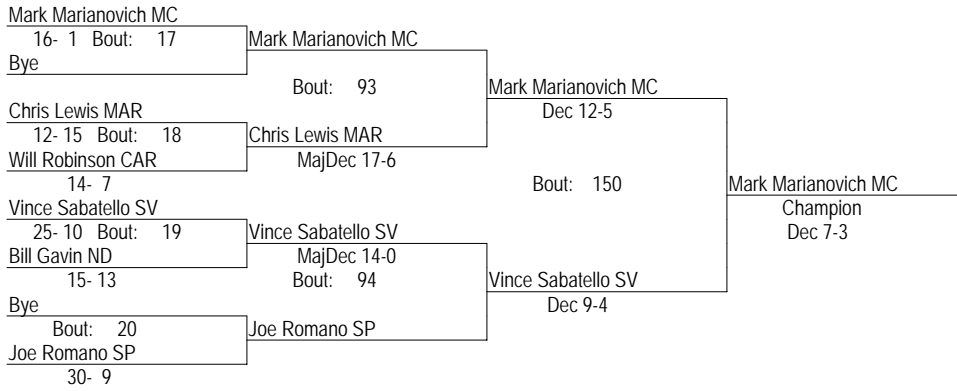 Mark Marianovich MC
16- 1 Bout: 17
Bye
Mark Marianovich MC
Bout: 93
Chris Lewis MAR
12- 15 Bout: 18
Will Robinson CAR
14- 7
Chris Lewis MAR
MajDec 17-6
Mark Marianovich MC
Dec 12-5
Bout: 150
Vince Sabatello SV
25- 10 Bout: 19
Bill Gavin ND
15- 13
Vince Sabatello SV
MajDec 14-0
Bout: 94
Bye
Bout: 20
Joe Romano SP
30- 9
Joe Romano SP
Vince Sabatello SV
Dec 9-4
Mark Marianovich MC
Champion
Dec 7-3